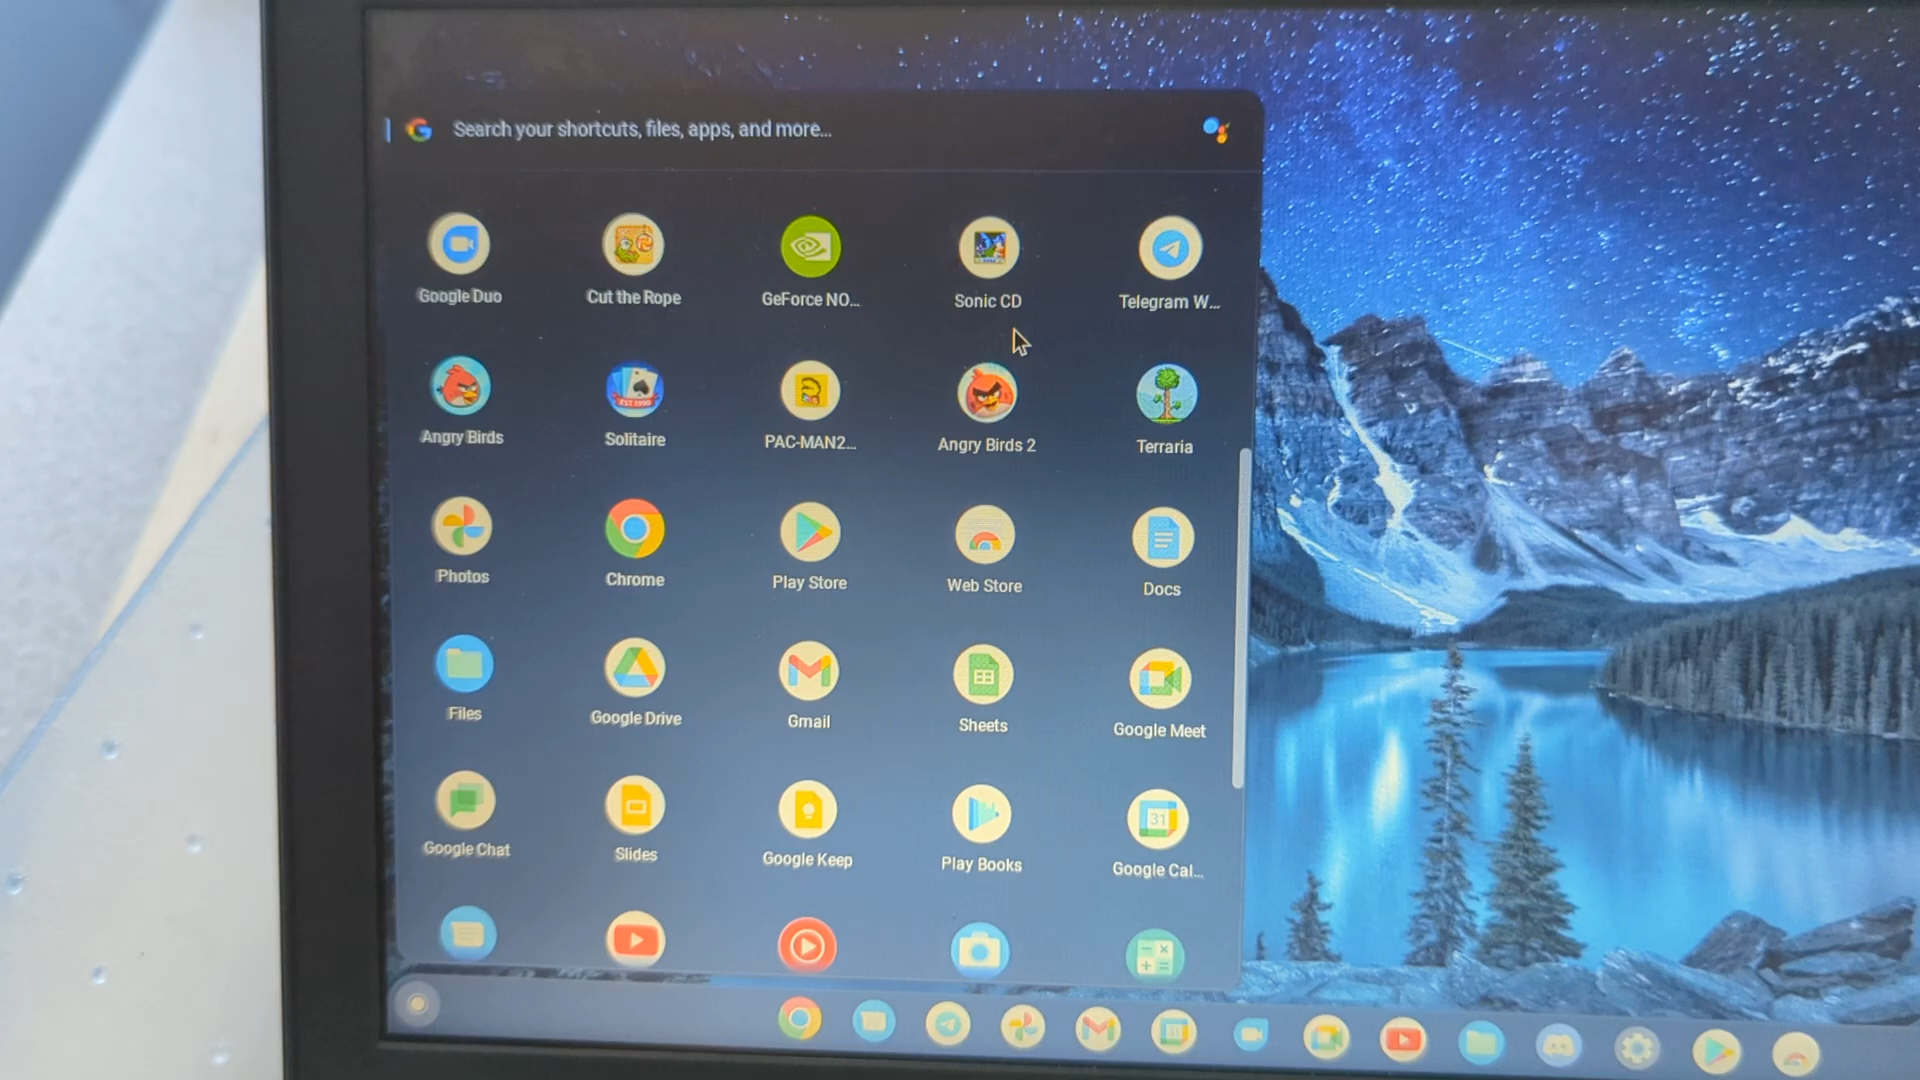 Search your shortcuts, files, apps, and more...
Google Duo
Cut the Rope
GeForce NO...
Sonic CD
Telegram W...
Angry Birds
Solitaire
PAC-MAN2...
Angry Birds 2
Terraria
Photos
Chrome
Play Store
Web Store
Docs
Files
Google Drive
Gmail
Sheets
Google Meet
Google Chat
Slides
Google Keep
Play Books
31
Google Cal...